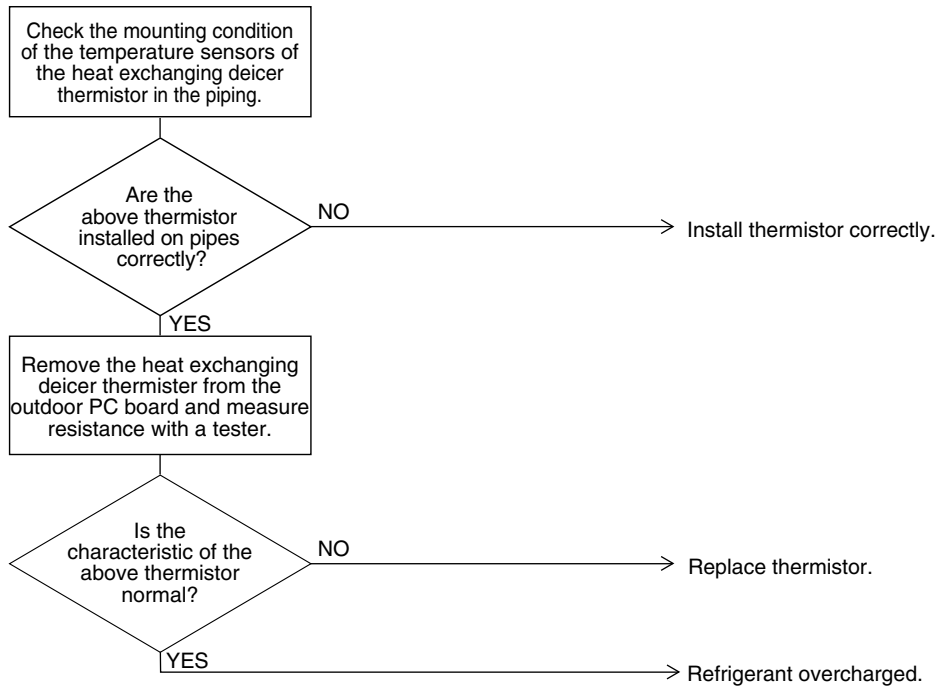 Check the mounting condition
of the temperature sensors of
the heat exchanging deicer
thermistor in the piping.
Are the
above thermistor
installed on pipes
correctly?
NO
Install thermistor correctly.
YES
Remove the heat exchanging
deicer thermister from the
outdoor PC board and measure
resistance with a tester.
Is the
characteristic of the
above thermistor
normal?
NO
Replace thermistor.
YES
Refrigerant overcharged.